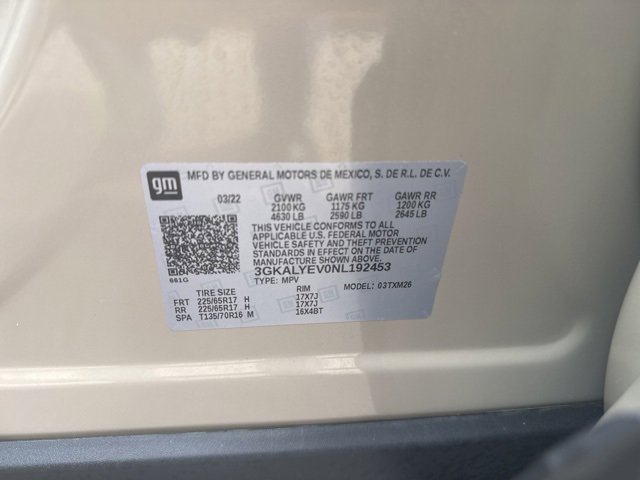 gm MFD BY GENERAL MOTORS DE MEXICO, S. DE R.L. DE C.V.
03/22 GVWR GAWR FRT GAWR RR
2100 KG 1175 KG 1200 KG
4630 LB 2590 LB 2645 LB
THIS VEHICLE CONFORMS TO ALL
APPLICABLE U.S. FEDERAL MOTOR
VEHICLE SAFETY AND THEFT PREVENTION
STANDARDS IN EFFECT ON THE DATE OF
MANUFACTURE SHOWN ABOVE.
3GKALYEV0NL192453
661G TYPE: MPV MODEL: 03TXM26
TIRE SIZE RIM
FRT 225/65R17 H 17X7J
RR 225/65R17 H 17X7J
SPA T135/70R16 M 16X4BT